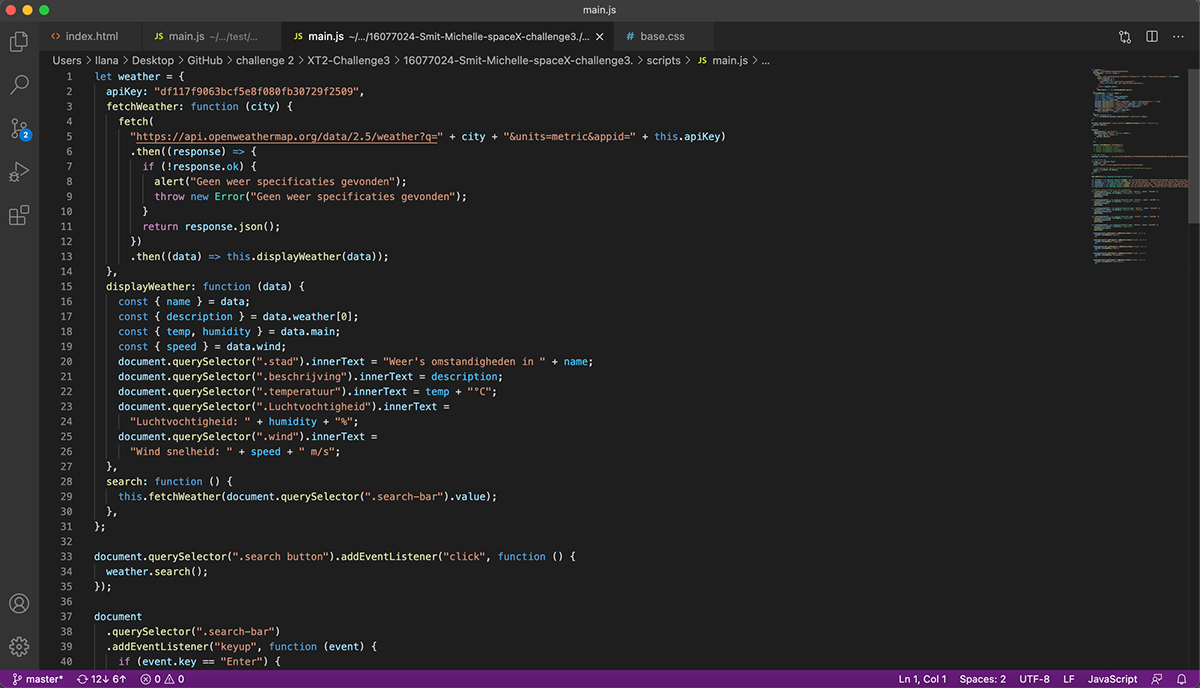 main.js
index.html
JS main.js ~/.../test/...
JS main.js ~/.../16077024-Smit-Michelle-spaceX-challenge3./...
# base.css
Users > Ilana > Desktop > GitHub > challenge 2 > XT2-Challenge3 > 16077024-Smit-Michelle-spaceX-challenge3. > scripts > JS main.js > ...
1 let weather = {
2 apiKey: "df117f9063bcf5e8f080fb30729f2509",
3 fetchWeather: function (city) {
4 fetch(
5 "https://api.openweathermap.org/data/2.5/weather?q=" + city + "&units=metric&appid=" + this.apiKey)
6 .then((response) => {
7 if (!response.ok) {
8 alert("Geen weer specificaties gevonden");
9 throw new Error("Geen weer specificaties gevonden");
10 }
11 return response.json();
12 })
13 .then((data) => this.displayWeather(data));
14 },
15 displayWeather: function (data) {
16 const { name } = data;
17 const { description } = data.weather[0];
18 const { temp, humidity } = data.main;
19 const { speed } = data.wind;
20 document.querySelector(".stad").innerText = "Weer's omstandigheden in " + name;
21 document.querySelector(".beschrijving").innerText = description;
22 document.querySelector(".temperatuur").innerText = temp + "°C";
23 document.querySelector(".Luchtvochtigheid").innerText =
24 "Luchtvochtigheid: " + humidity + "%";
25 document.querySelector(".wind").innerText =
26 "Wind snelheid: " + speed + " m/s";
27 },
28 search: function () {
29 this.fetchWeather(document.querySelector(".search-bar").value);
30 },
31 };
32
33 document.querySelector(".search button").addEventListener("click", function () {
34 weather.search();
35 });
36
37 document
38 .querySelector(".search-bar")
39 .addEventListener("keyup", function (event) {
40 if (event.key == "Enter") {
2
master* 12↓ 6↑ 0 0
Ln 1, Col 1 Spaces: 2 UTF-8 LF JavaScript